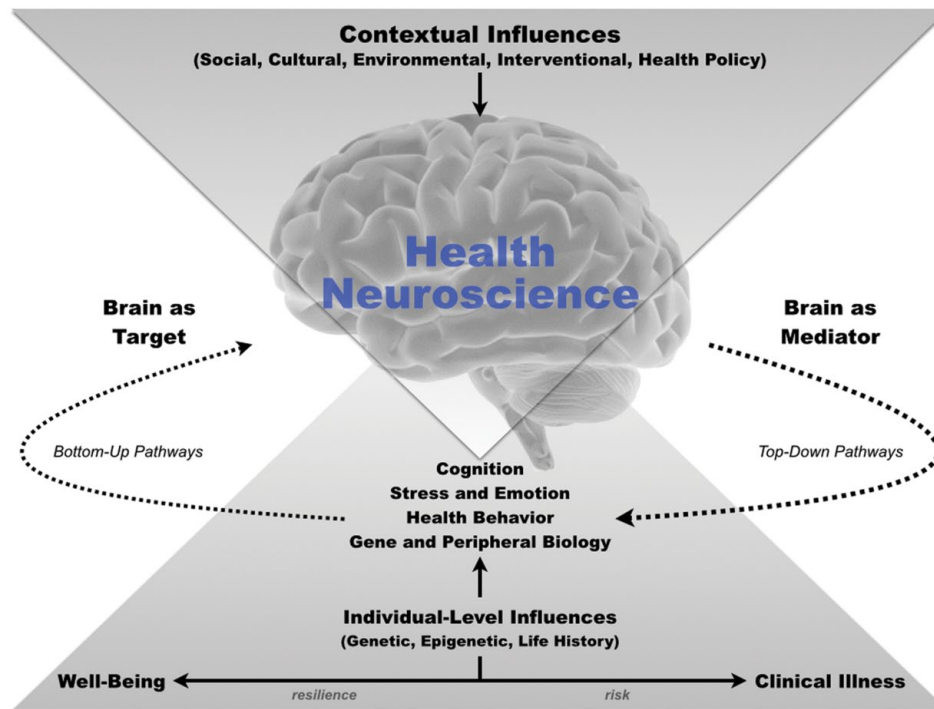 Contextual Influences
(Social, Cultural, Environmental, Interventional, Health Policy)
Health
Neuroscience
Brain as
Target
Brain as
Mediator
Bottom-Up Pathways
Top-Down Pathways
Cognition
Stress and Emotion
Health Behavior
Gene and Peripheral Biology
Individual-Level Influences
(Genetic, Epigenetic, Life History)
Well-Being
resilience
risk
Clinical Illness